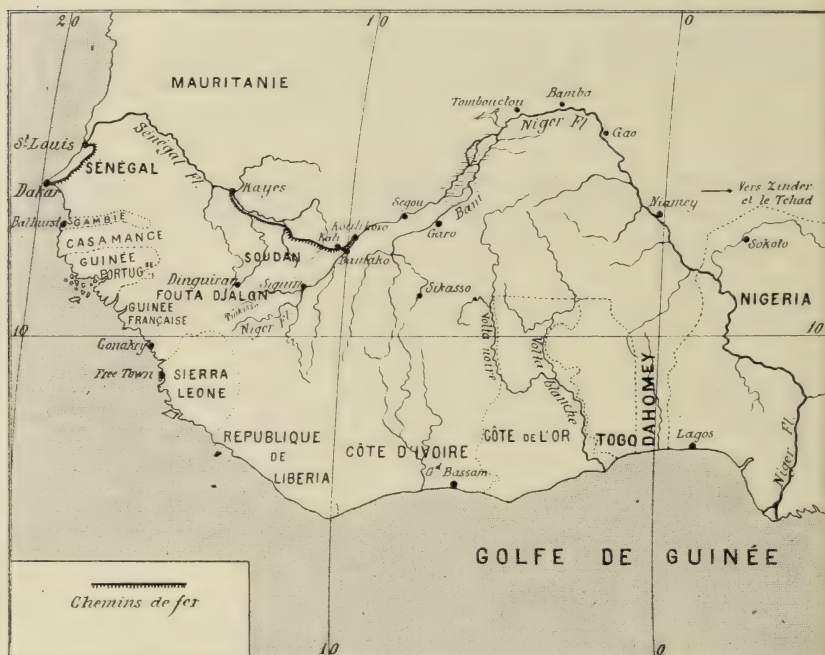 20
10
0
MAURITANIE
Tombouctou
Bamba
Niger Fl.
Gao
St. Louis
Sénégal Fl.
SÉNÉGAL
Dakar
Kayes
Vers Zinder
et le Tchad
Segou
Bani
Niamey
Bathurst
GAMBIE
Koulikoro
Kati
Garo
Sokoto
CASAMANCE
SOUDAN
Bamako
GUINÉE
PORTUG.se
Dinguiray
Siguiri
Sikasso
NIGERIA
FOUTA DJALON
GUINÉE
FRANÇAISE
Niger Fl.
Volta noire
Volta Blanche
10
10
Conakry
Free Town
SIERRA
LEONE
DAHOMEY
REPUBLIQUE
DE
LIBERIA
CÔTE D'IVOIRE
CÔTE DE L'OR
TOGO
Lagos
Gd Bassam
Niger Fl.
GOLFE DE GUINÉE
Chemins de fer
10
0